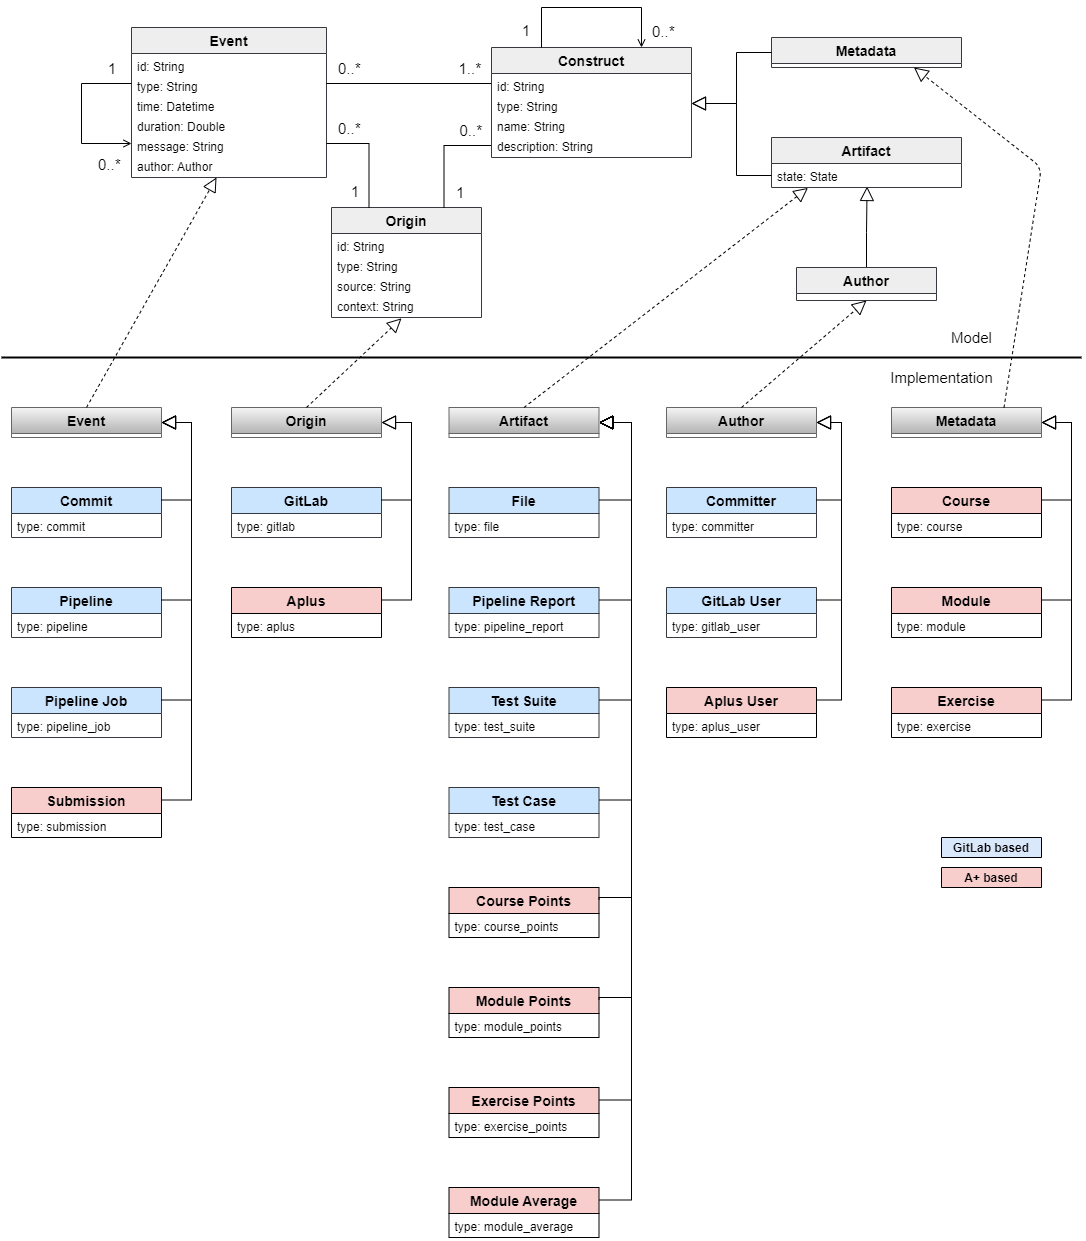 1
0..*
Event
id: String
type: String
time: Datetime
duration: Double
message: String
author: Author
1
0..*
0..*
1..*
0..*
0..*
1
1
Construct
id: String
type: String
name: String
description: String
Metadata
Artifact
state: State
Origin
id: String
type: String
source: String
context: String
Author
Model
Implementation
Event
Origin
Artifact
Author
Metadata
Commit
type: commit
GitLab
type: gitlab
File
type: file
Committer
type: committer
Course
type: course
Pipeline
type: pipeline
Aplus
type: aplus
Pipeline Report
type: pipeline_report
GitLab User
type: gitlab_user
Module
type: module
Pipeline Job
type: pipeline_job
Test Suite
type: test_suite
Aplus User
type: aplus_user
Exercise
type: exercise
Submission
type: submission
Test Case
type: test_case
GitLab based
A+ based
Course Points
type: course_points
Module Points
type: module_points
Exercise Points
type: exercise_points
Module Average
type: module_average